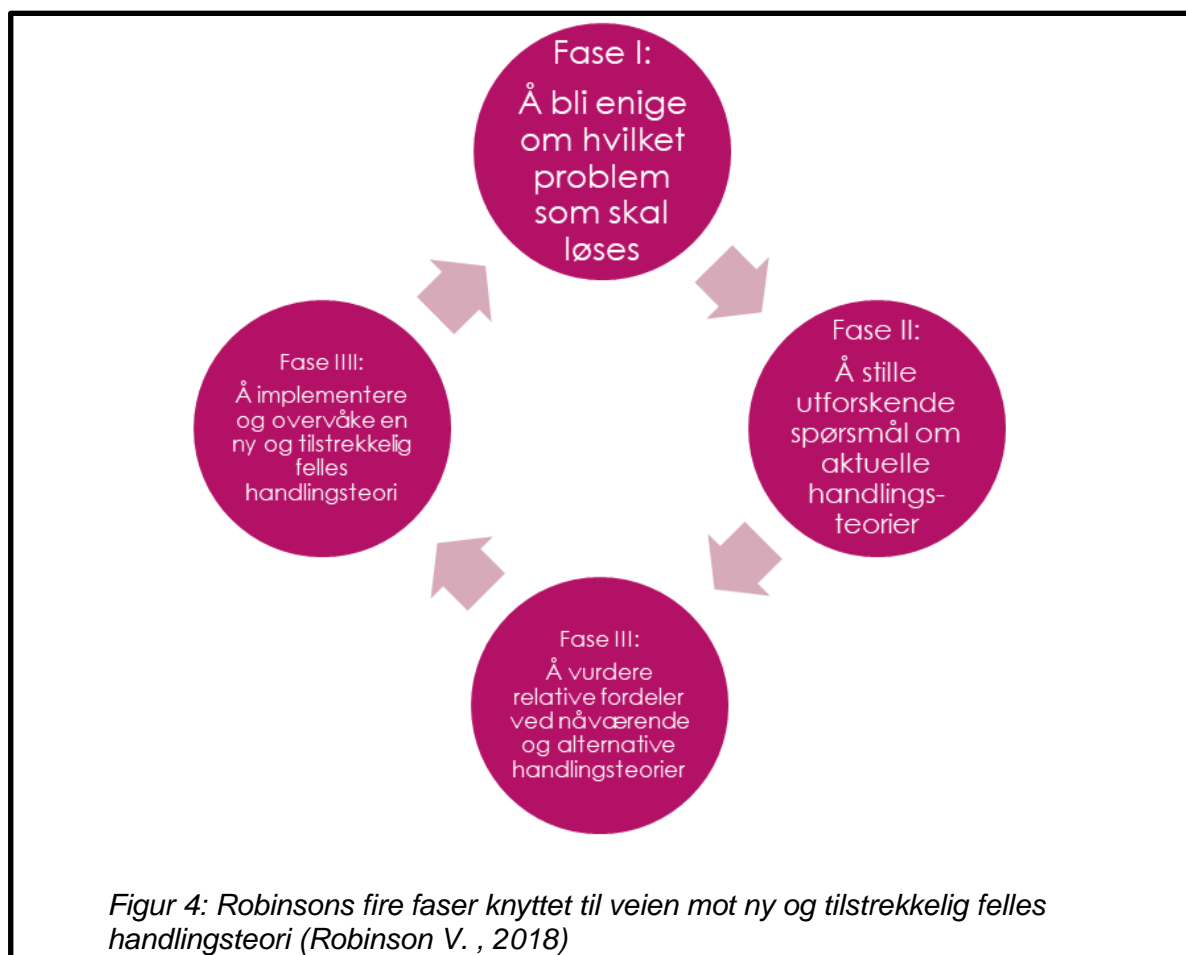 Fase I:
Å bli enige
om hvilket
problem
som skal
løses
Fase II:
Å stille
utforskende
spørsmål om
aktuelle
handlings-
teorier
Fase III:
Å vurdere
relative fordeler
ved nåværende
og alternative
handlingsteorier
Fase IIII:
Å implementere
og overvåke en
ny og tilstrekkelig
felles
handlingsteori
Figur 4: Robinsons fire faser knyttet til veien mot ny og tilstrekkelig felles
handlingsteori (Robinson V. , 2018)